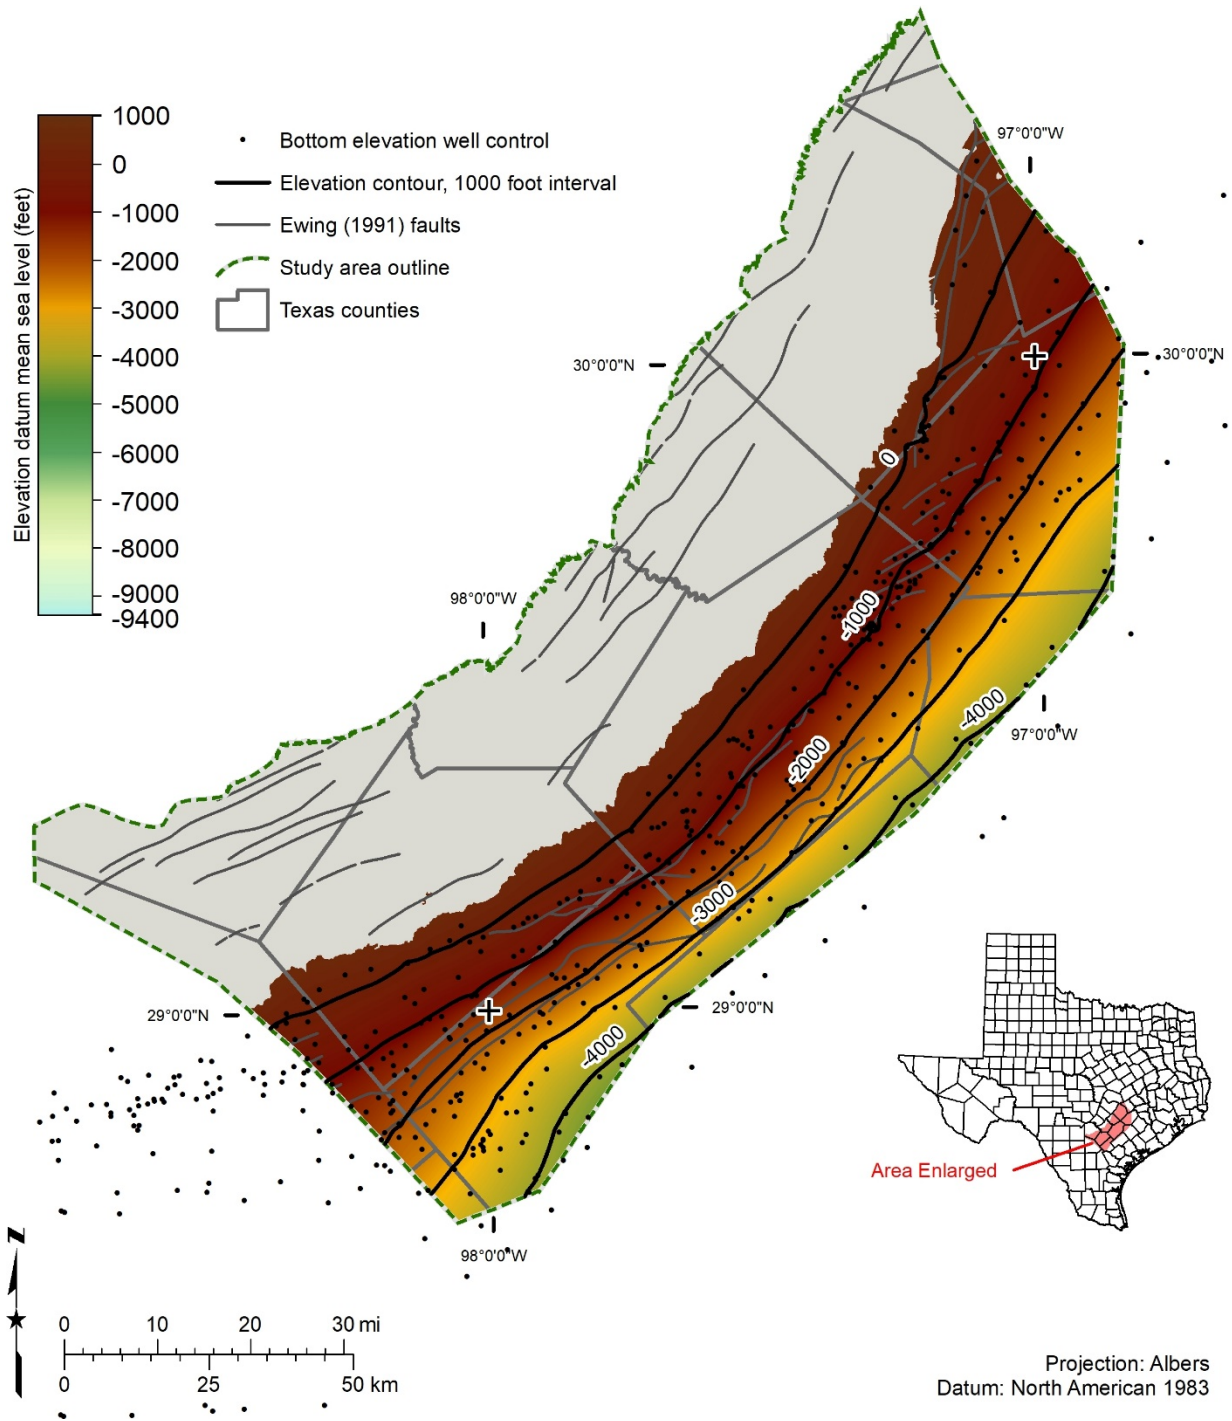 1000
0
-1000
-2000
-3000
-4000
-5000
-6000
-7000
-8000
-9000
-9400
Elevation datum mean sea level (feet)
Bottom elevation well control
Elevation contour, 1000 foot interval
Ewing (1991) faults
Study area outline
Texas counties
97°0'0"W
30°0'0"N
30°0'0"N
98°0'0"W
0
-1000
-2000
-3000
-4000
-4000
97°0'0"W
29°0'0"N
29°0'0"N
98°0'0"W
Area Enlarged
N
0 10 20 30 mi
0 25 50 km
Projection: Albers
Datum: North American 1983